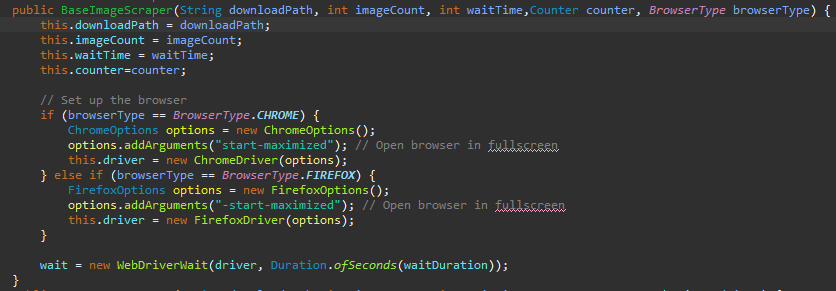 public BaseImageScraper(String downloadPath, int imageCount, int waitTime,Counter counter, BrowserType browserType) {
this.downloadPath = downloadPath;
this.imageCount = imageCount;
this.waitTime = waitTime;
this.counter=counter;
// Set up the browser
if (browserType == BrowserType.CHROME) {
ChromeOptions options = new ChromeOptions();
options.addArguments("start-maximized"); // Open browser in fullscreen
this.driver = new ChromeDriver(options);
} else if (browserType == BrowserType.FIREFOX) {
FirefoxOptions options = new FirefoxOptions();
options.addArguments("-start-maximized"); // Open browser in fullscreen
this.driver = new FirefoxDriver(options);
}
wait = new WebDriverWait(driver, Duration.ofSeconds(waitDuration));
}